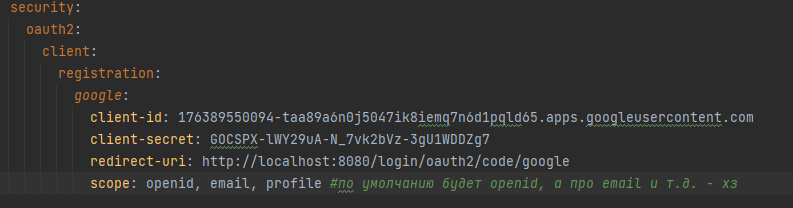 security:
oauth2:
client:
registration:
google:
client-id: 176389550094-taa89a6n0j5047ik8iemq7n6d1pqld65.apps.googleusercontent.com
client-secret: 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
redirect-uri: http://localhost:8080/login/oauth2/code/google
scope: openid, email, profile #по умолчанию будет openid, а про email и т.д. - хз